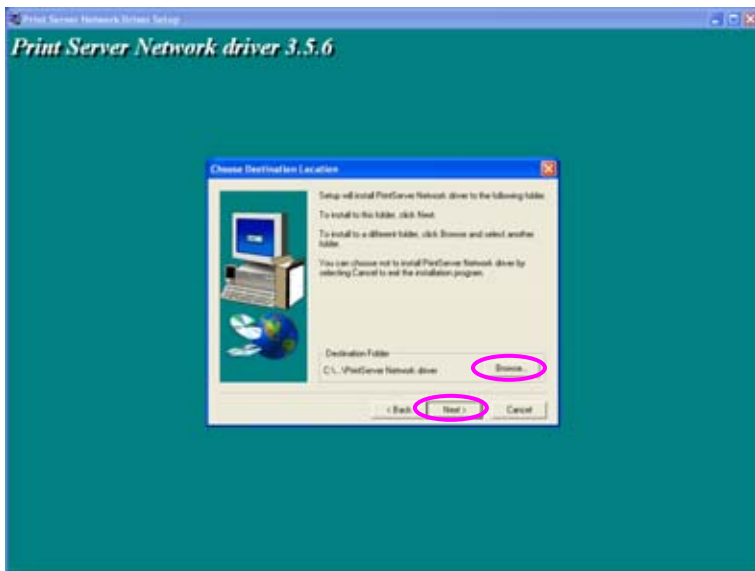 Print Server Network Driver Setup
Print Server Network driver 3.5.6
Choose Destination Location
Setup will install PrintServer Network driver to the following folder.
To install to this folder, click Next.
To install to a different folder, click Browse and select another
folder.
You can choose not to install PrintServer Network driver by
selecting Cancel to exit the installation program.
Destination Folder
C:\...\PrintServer Network driver
Browse...
< Back
Next >
Cancel